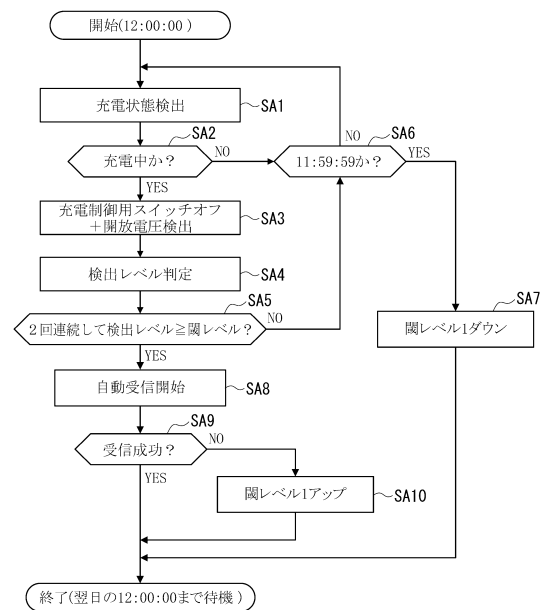 開始(12:00:00)
充電状態検出
SA1
充電中か?
SA2
NO
YES
11:59:59か?
SA6
NO
YES
充電制御用スイッチオフ
+開放電圧検出
SA3
検出レベル判定
SA4
2回連続して検出レベル≧閾レベル?
SA5
NO
YES
閾レベル1ダウン
SA7
自動受信開始
SA8
受信成功?
SA9
NO
YES
閾レベル1アップ
SA10
終了(翌日の12:00:00まで待機)